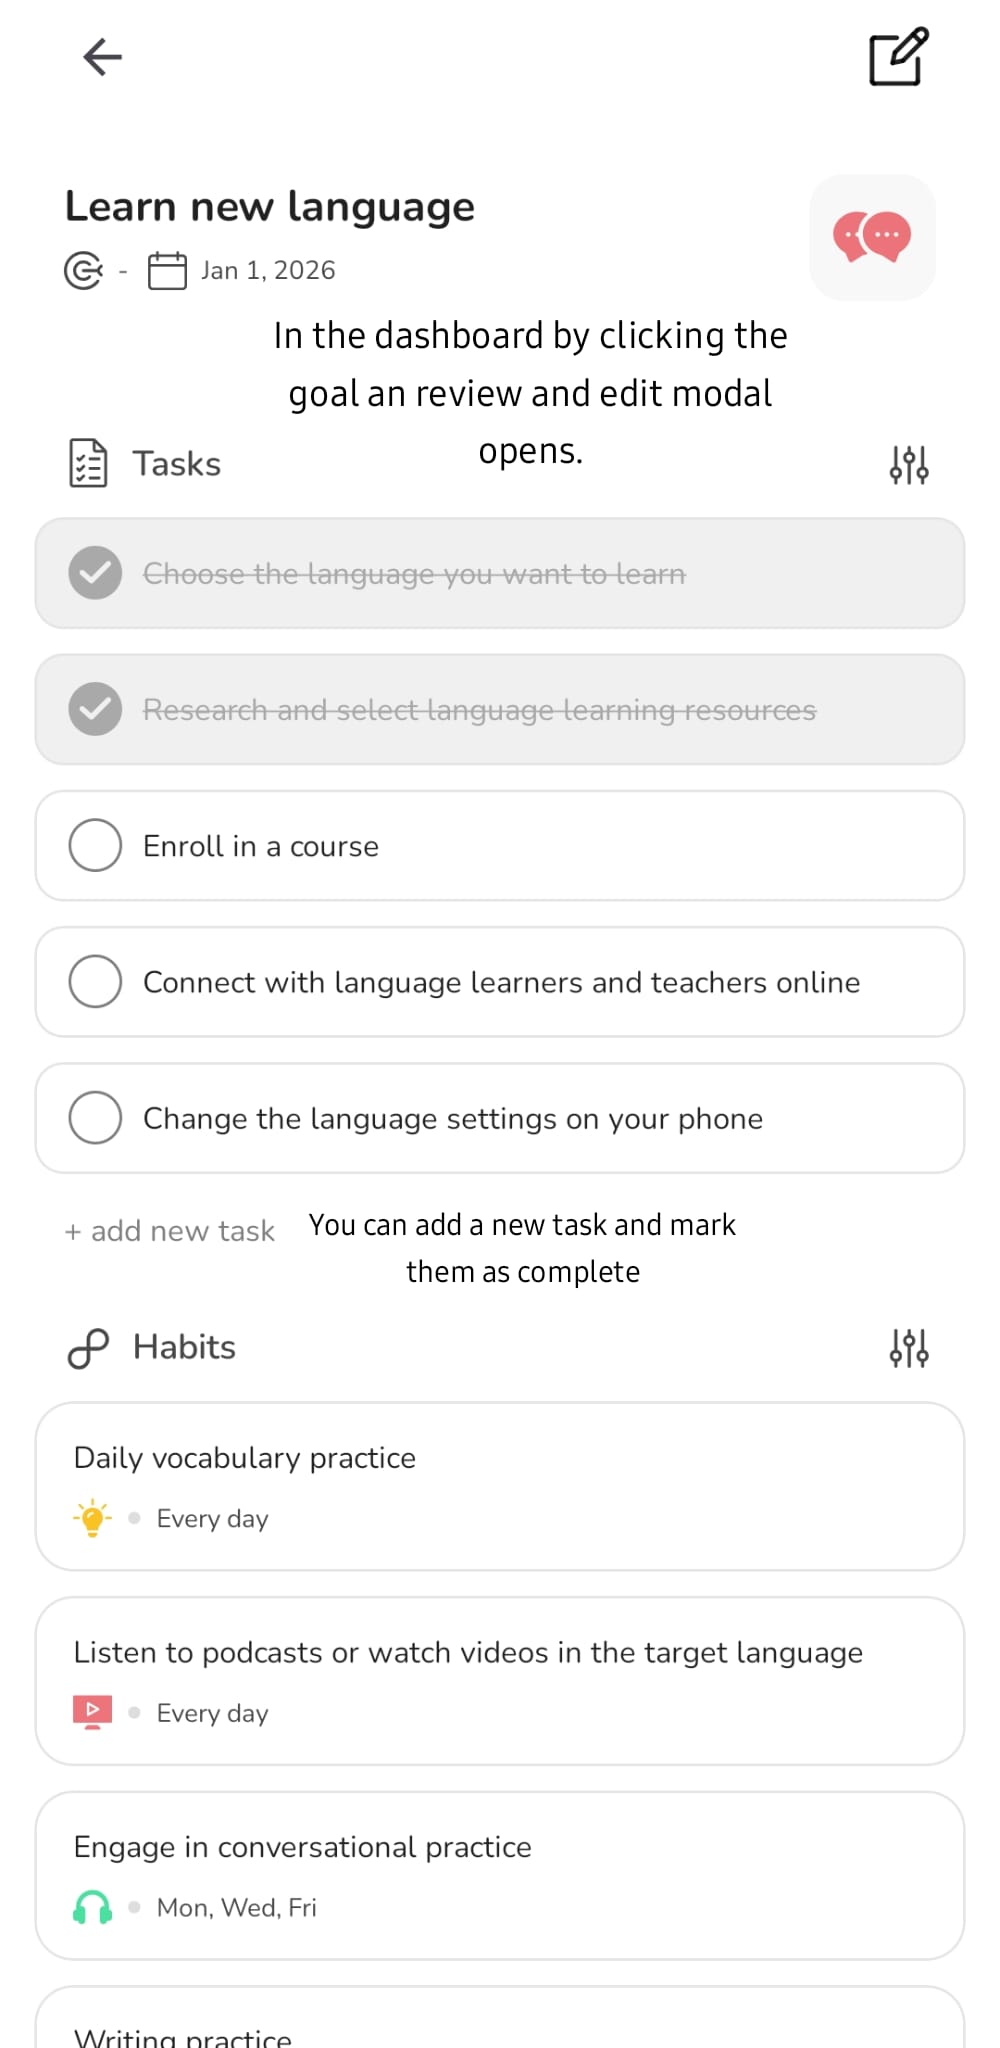 Learn new language
- Jan 1, 2026
In the dashboard by clicking the
goal an review and edit modal
opens.
Tasks
Choose the language you want to learn
Research and select language learning resources
Enroll in a course
Connect with language learners and teachers online
Change the language settings on your phone
+ add new task
You can add a new task and mark
them as complete
Habits
Daily vocabulary practice
Every day
Listen to podcasts or watch videos in the target language
Every day
Engage in conversational practice
Mon, Wed, Fri
Writing practice